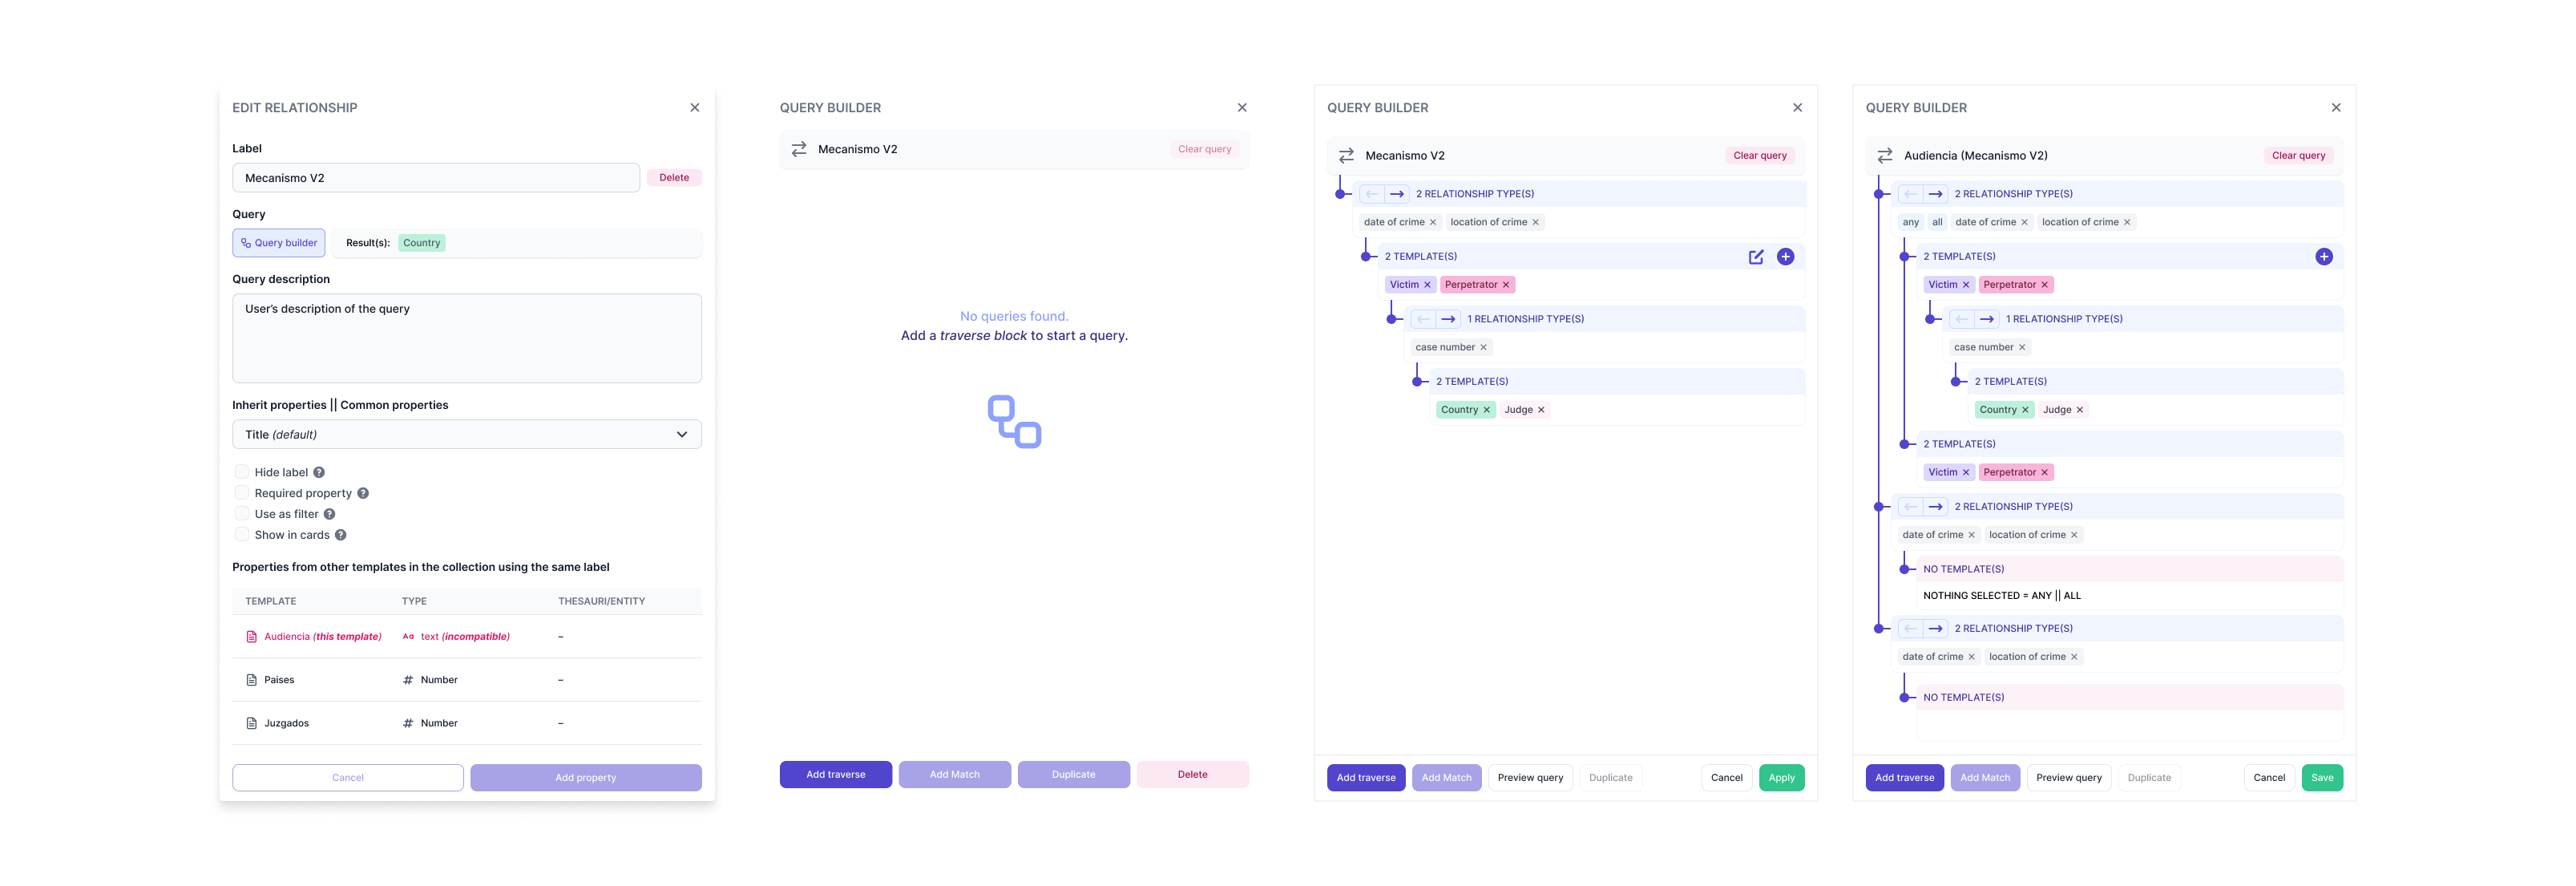 EDIT RELATIONSHIP
Label
Mecanismo V2
Delete
Query
Query builder
Result(s): Country
Query description
User's description of the query
Inherit properties || Common properties
Title (default)
Hide label
Required property
Use as filter
Show in cards
Properties from other templates in the collection using the same label
TEMPLATE TYPE THESAURI/ENTITY
Audiencia (this template) Aa text (incompatible) –
Paises # Number –
Juzgados # Number –
Cancel Add property
QUERY BUILDER
Mecanismo V2 Clear query
No queries found.
Add a traverse block to start a query.
Add traverse Add Match Duplicate Delete
QUERY BUILDER
Mecanismo V2 Clear query
2 RELATIONSHIP TYPE(S)
date of crime location of crime
2 TEMPLATE(S)
Victim Perpetrator
1 RELATIONSHIP TYPE(S)
case number
2 TEMPLATE(S)
Country Judge
Add traverse Add Match Preview query Duplicate Cancel Apply
QUERY BUILDER
Audiencia (Mecanismo V2) Clear query
2 RELATIONSHIP TYPE(S)
any all date of crime location of crime
2 TEMPLATE(S)
Victim Perpetrator
1 RELATIONSHIP TYPE(S)
case number
2 TEMPLATE(S)
Country Judge
2 TEMPLATE(S)
Victim Perpetrator
2 RELATIONSHIP TYPE(S)
date of crime location of crime
NO TEMPLATE(S)
NOTHING SELECTED = ANY || ALL
2 RELATIONSHIP TYPE(S)
date of crime location of crime
NO TEMPLATE(S)
Add traverse Add Match Preview query Duplicate Cancel Save